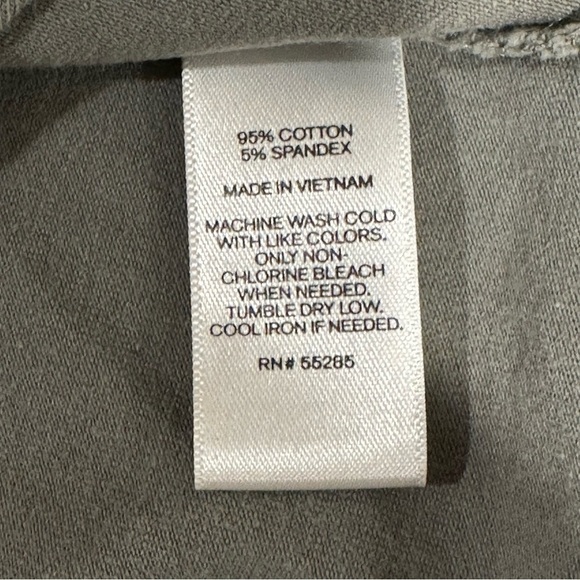 95% COTTON
5% SPANDEX
MADE IN VIETNAM
MACHINE WASH COLD
WITH LIKE COLORS.
ONLY NON-
CHLORINE BLEACH
WHEN NEEDED.
TUMBLE DRY LOW.
COOL IRON IF NEEDED.
RN# 55285